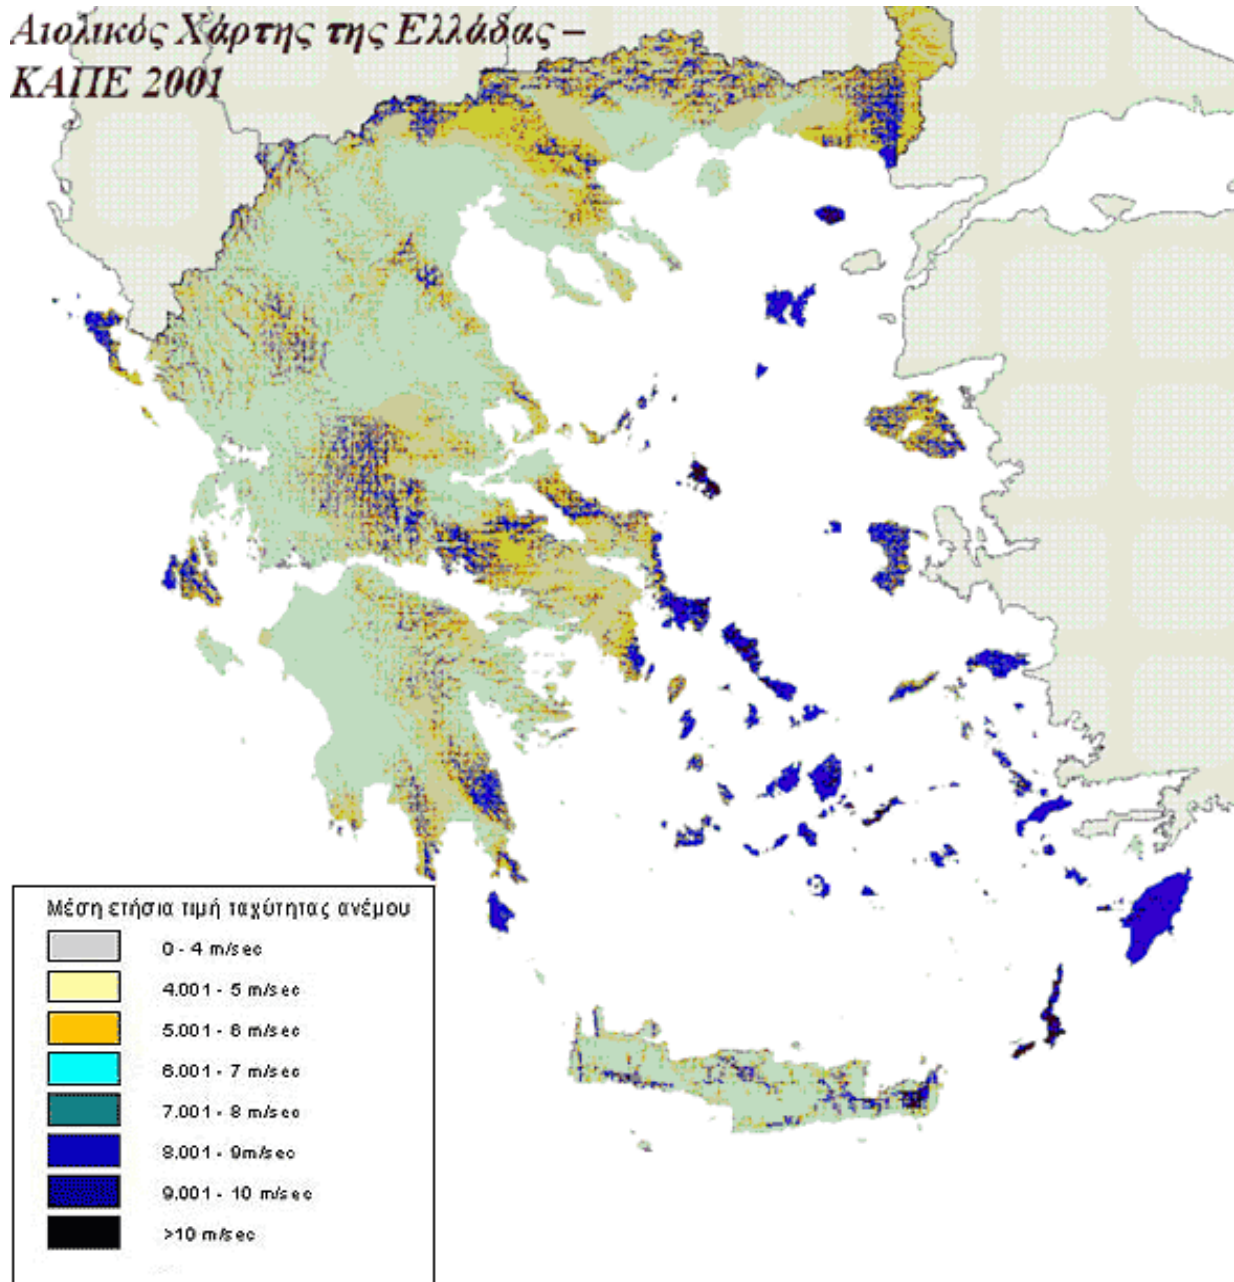 Αιολικός Χάρτης της Ελλάδας –
ΚΑΠΕ 2001
Μέση ετήσια τιμή ταχύτητας ανέμου
0 - 4 m/sec
4.001 - 5 m/sec
5.001 - 6 m/sec
6.001 - 7 m/sec
7.001 - 8 m/sec
8.001 - 9m/sec
9.001 - 10 m/sec
>10 m/sec